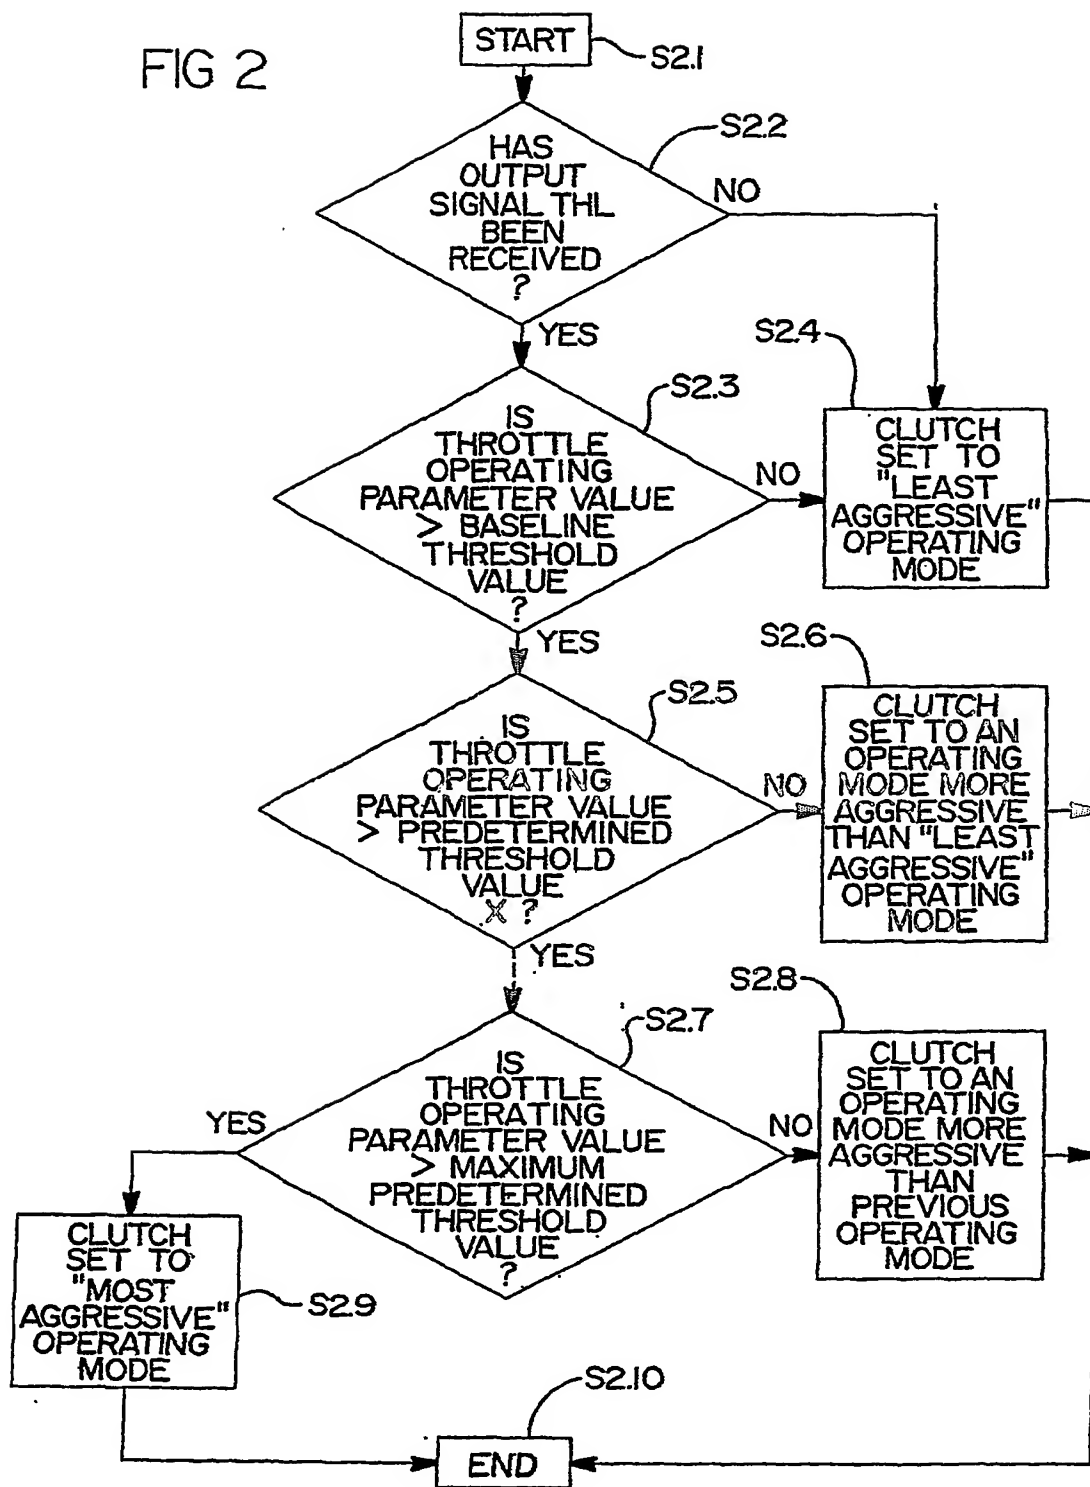 FIG 2
START
S2.1
HAS
OUTPUT
SIGNAL THL
BEEN
RECEIVED
?
S2.2
NO
YES
IS
THROTTLE
OPERATING
PARAMETER VALUE
> BASELINE
THRESHOLD
VALUE
?
S2.3
NO
S2.4
CLUTCH
SET TO
"LEAST
AGGRESSIVE"
OPERATING
MODE
YES
IS
THROTTLE
OPERATING
PARAMETER VALUE
> PREDETERMINED
THRESHOLD
VALUE
X ?
S2.5
NO
S2.6
CLUTCH
SET TO AN
OPERATING
MODE MORE
AGGRESSIVE
THAN "LEAST
AGGRESSIVE"
OPERATING
MODE
YES
IS
THROTTLE
OPERATING
PARAMETER VALUE
> MAXIMUM
PREDETERMINED
THRESHOLD
VALUE
?
S2.7
NO
S2.8
CLUTCH
SET TO AN
OPERATING
MODE MORE
AGGRESSIVE
THAN
PREVIOUS
OPERATING
MODE
YES
CLUTCH
SET TO
"MOST
AGGRESSIVE"
OPERATING
MODE
S2.9
S2.10
END